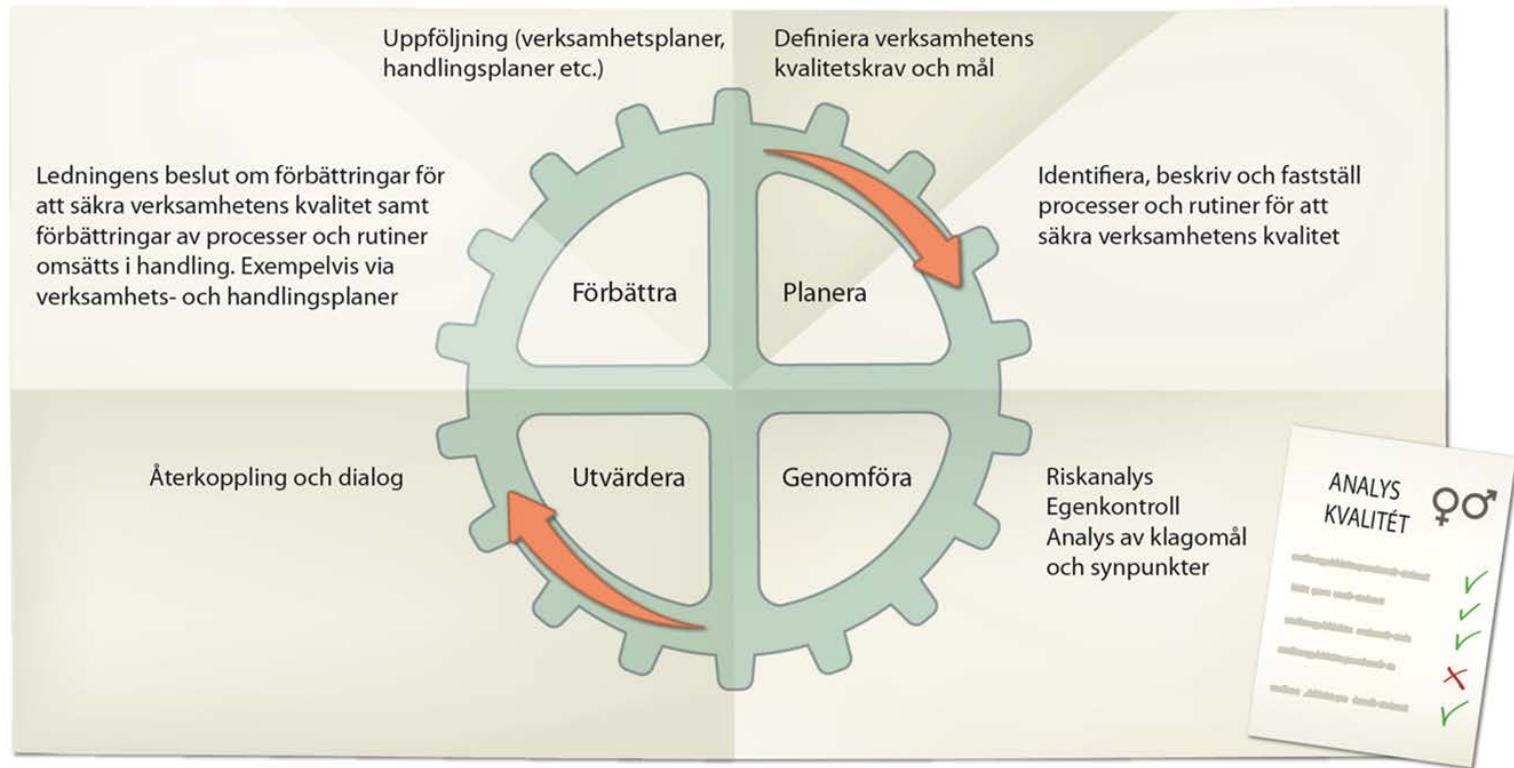 Uppföljning (verksamhetsplaner,
handlingsplaner etc.)
Definiera verksamhetens
kvalitetskrav och mål
Ledningens beslut om förbättringar för
att säkra verksamhetens kvalitet samt
förbättringar av processer och rutiner
omsätts i handling. Exempelvis via
verksamhets- och handlingsplaner
Identifiera, beskriv och fastställ
processer och rutiner för att
säkra verksamhetens kvalitet
Förbättra
Planera
Återkoppling och dialog
Utvärdera
Genomföra
Riskanalys
Egenkontroll
Analys av klagomål
och synpunkter
ANALYS
KVALITÉT